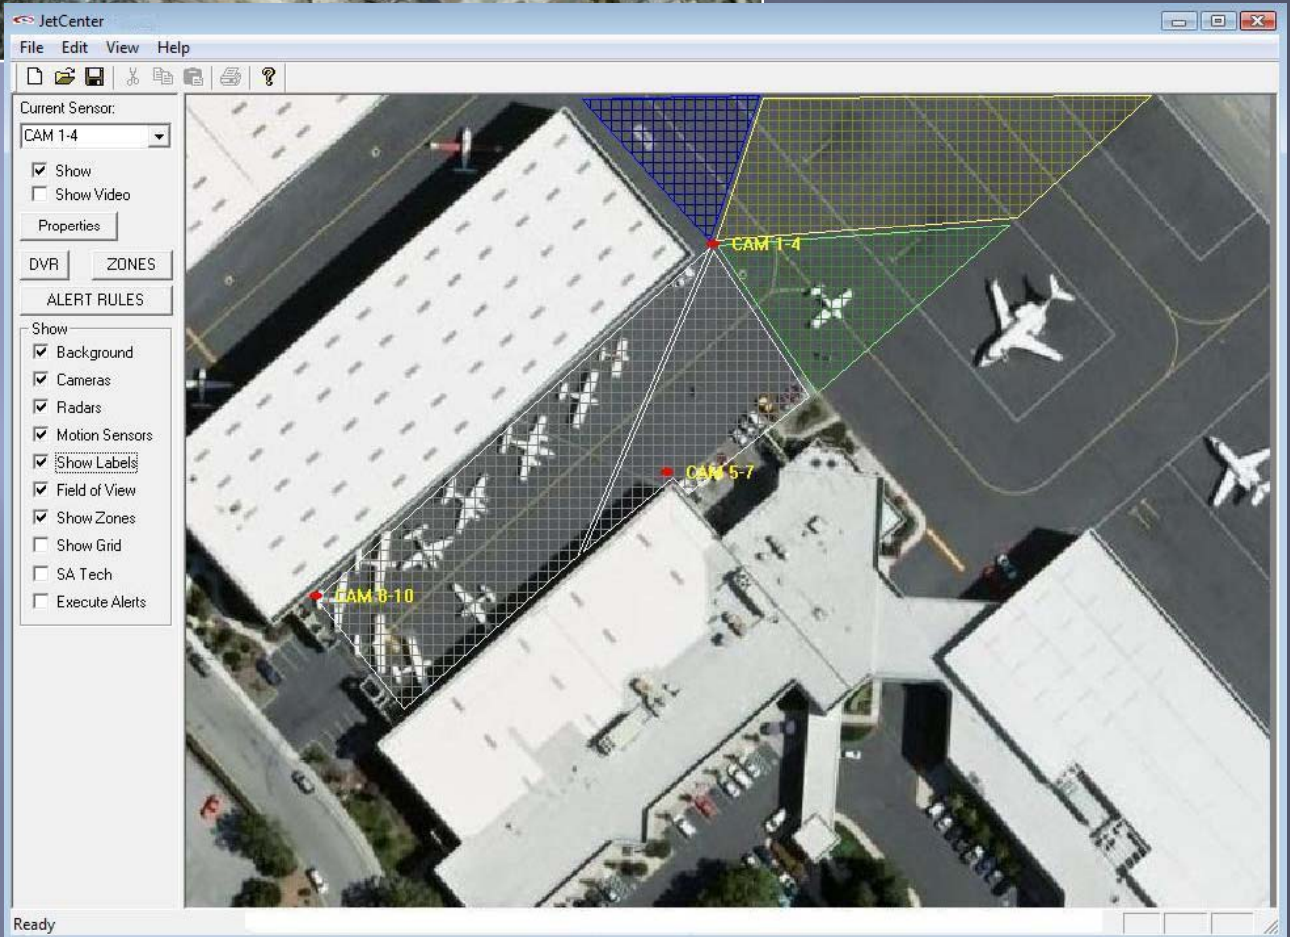 JetCenter
File Edit View Help
Current Sensor:
CAM 1-4
Show
Show Video
Properties
DVR ZONES
ALERT RULES
Show
Background
Cameras
Radars
Motion Sensors
Show Labels
Field of View
Show Zones
Show Grid
SA Tech
Execute Alerts
CAM 1-4
CAM 5-7
CAM 8-10
Ready